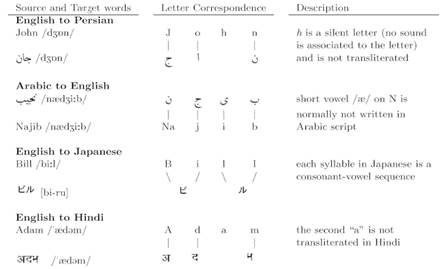 Source and Target words Letter Correspondence Description
English to Persian
John /dʒɒn/ J o h n h is a silent letter (no sound
| | | is associated to the letter)
جان /dʒɒn/ ج ا ن and is not transliterated
Arabic to English
نجيب /nædʒi:b/ ن ج ي ب short vowel /æ/ on N is
| | | | normally not written in
Najib /nædʒi:b/ Na j i b Arabic script
English to Japanese
Bill /bi:l/ B i l l each syllable in Japanese is a
\ / \ / consonant-vowel sequence
ビル [bi-ru] ビ ル
English to Hindi
Adam /ˈædəm/ A d a m the second “a” is not
| | | transliterated in Hindi
अदम /ˈædəm/ अ द म